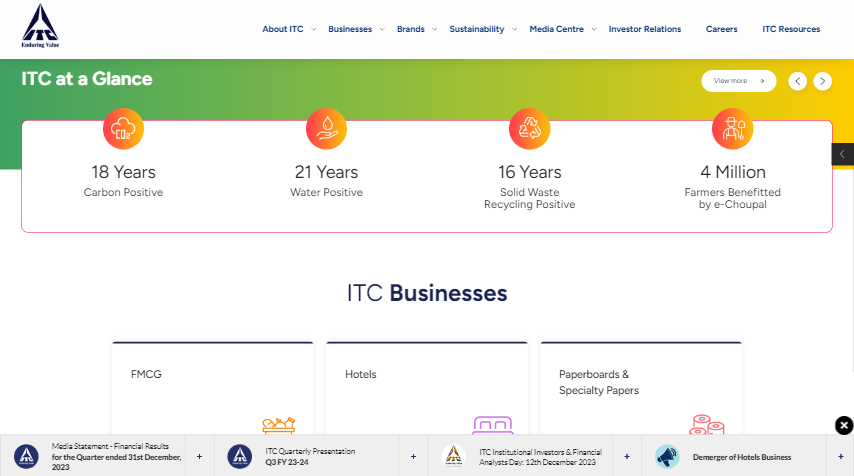 ITC
Enduring Value
About ITC
Businesses
Brands
Sustainability
Media Centre
Investor Relations
Careers
ITC Resources
ITC at a Glance
View more
CO2
18 Years
Carbon Positive
21 Years
Water Positive
16 Years
Solid Waste
Recycling Positive
4 Million
Farmers Benefitted
by e-Choupal
ITC Businesses
FMCG
Hotels
Paperboards &
Specialty Papers
Media Statement - Financial Results
for the Quarter ended 31st December,
2023
+
ITC Quarterly Presentation
Q3 FY 23-24
+
ITC Institutional Investors & Financial
Analysts Day: 12th December 2023
+
Demerger of Hotels Business
+